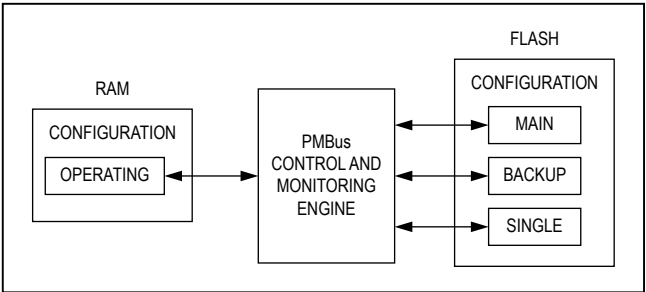 RAM
CONFIGURATION
OPERATING
PMBus
CONTROL AND
MONITORING
ENGINE
FLASH
CONFIGURATION
MAIN
BACKUP
SINGLE